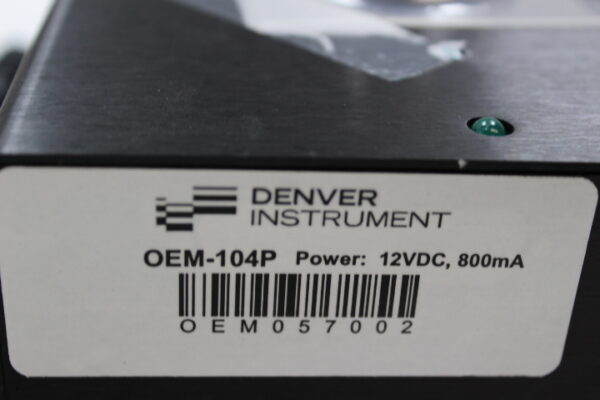 DENVER
INSTRUMENT
OEM-104P Power: 12VDC, 800mA
OEM057002